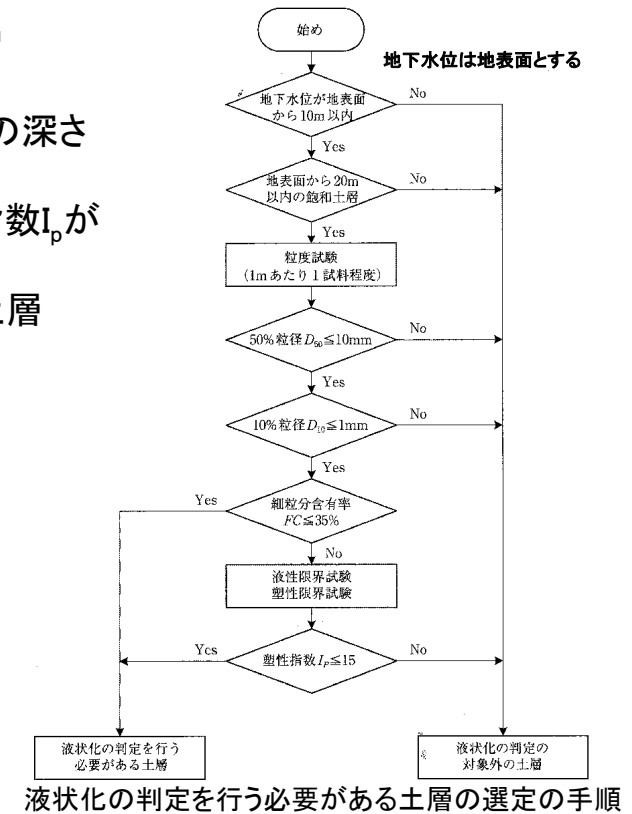 の深さ
数Iₚが
層
始め
地下水位は地表面とする
地下水位が地表面
から10m以内
No
Yes
地表面から20m
以内の飽和土層
No
Yes
粒度試験
(1mあたり1試料程度)
50%粒径D₅₀≦10mm
No
Yes
10%粒径D₁₀≦1mm
No
Yes
細粒分含有率
FC≦35%
Yes
No
液性限界試験
塑性限界試験
塑性指数Iₚ≦15
Yes
No
液状化の判定を行う
必要がある土層
液状化の判定の
対象外の土層
液状化の判定を行う必要がある土層の選定の手順